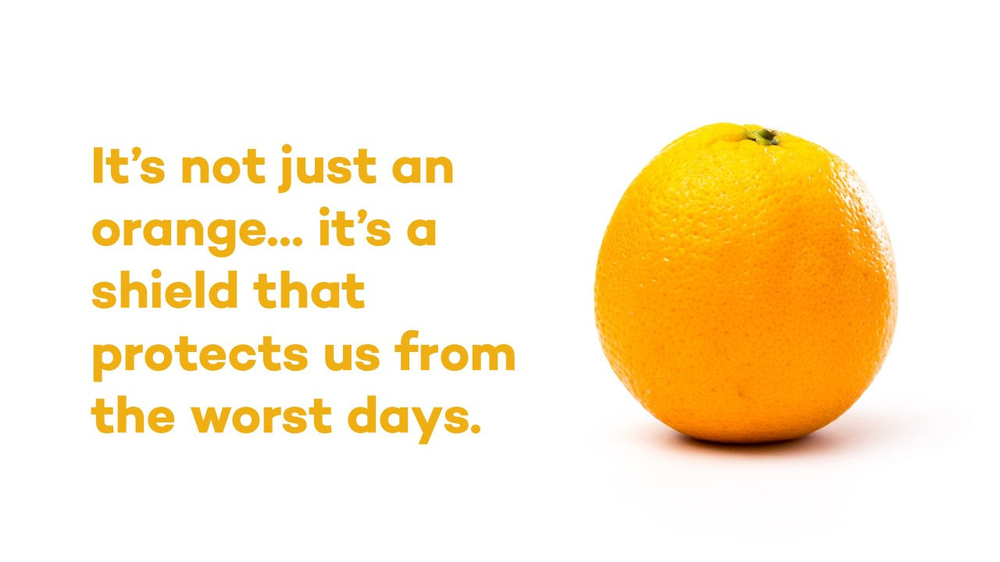 It’s not just an
orange... it’s a
shield that
protects us from
the worst days.